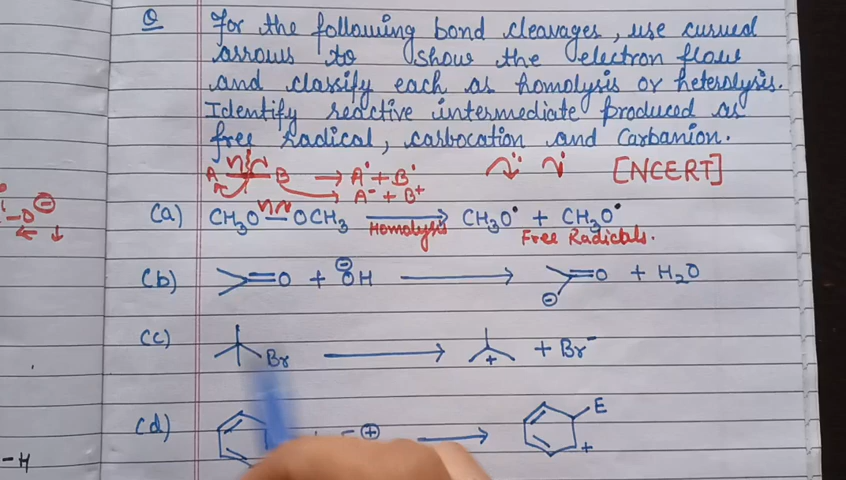 Q For the following bond cleavages, use curved
arrows to show the electron flow
and classify each as homolysis or heterolysis.
Identify reactive intermediate produced as
free radical, carbocation and Carbanion.
A B → A• + B• [NCERT]
A⁻ + B⁺
(a) CH₃O–OCH₃ → CH₃O• + CH₃O•
Homolysis Free Radicals.
(b) =O + ⊖OH → ⊖ =O + H₂O
(c) Br → + + Br⁻
(d) ⊕ → E +
–O⊖
–H